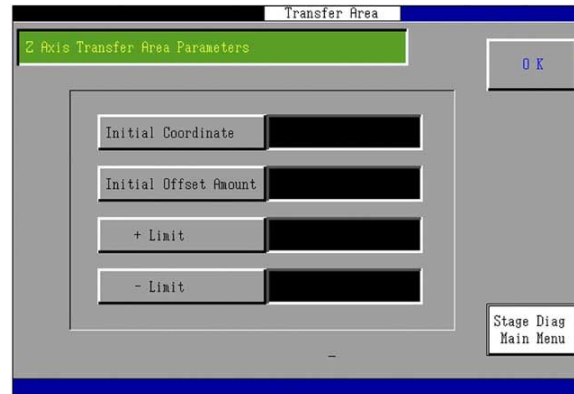 Transfer Area
Z Axis Transfer Area Parameters
O K
Initial Coordinate
Initial Offset Amount
+ Limit
- Limit
Stage Diag
Main Menu